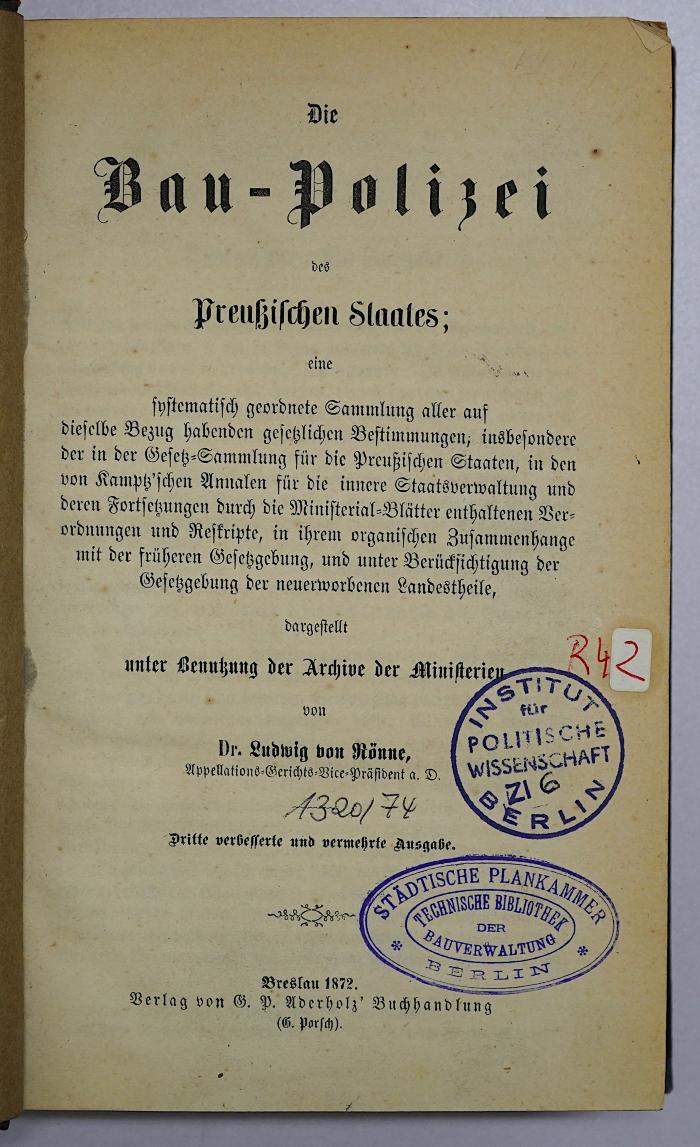 Die
Bau-Polizei
des
Preußischen Staates;
eine
systematisch geordnete Sammlung aller auf
dieselbe Bezug habenden gesetzlichen Bestimmungen, insbesondere
der in der Gesetz-Sammlung für die Preußischen Staaten, in den
von Kamptz'schen Annalen für die innere Staatsverwaltung und
deren Fortsetzungen durch die Ministerial-Blätter enthaltenen Ver-
ordnungen und Reskripte, in ihrem organischen Zusammenhange
mit der früheren Gesetzgebung, und unter Berücksichtigung der
Gesetzgebung der neuerworbenen Landestheile,
dargestellt
unter Benutzung der Archive der Ministerien
R42
von
Dr. Ludwig von Rönne,
Appellations-Gerichts-Vice-Präsident a. D.
INSTITUT
für
POLITISCHE
WISSENSCHAFT
ZI 6
BERLIN
1320/74
Dritte verbesserte und vermehrte Ausgabe.
STÄDTISCHE PLANKAMMER
TECHNISCHE BIBLIOTHEK
DER
BAUVERWALTUNG
* BERLIN *
Breslau 1872.
Verlag von G. P. Aderholz' Buchhandlung
(G. Porsch).